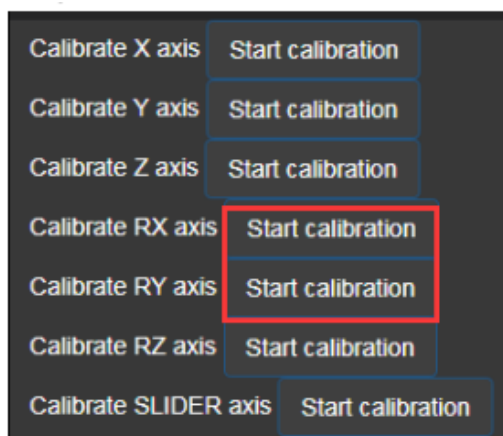 Calibrate X axis Start calibration
Calibrate Y axis Start calibration
Calibrate Z axis Start calibration
Calibrate RX axis Start calibration
Calibrate RY axis Start calibration
Calibrate RZ axis Start calibration
Calibrate SLIDER axis Start calibration